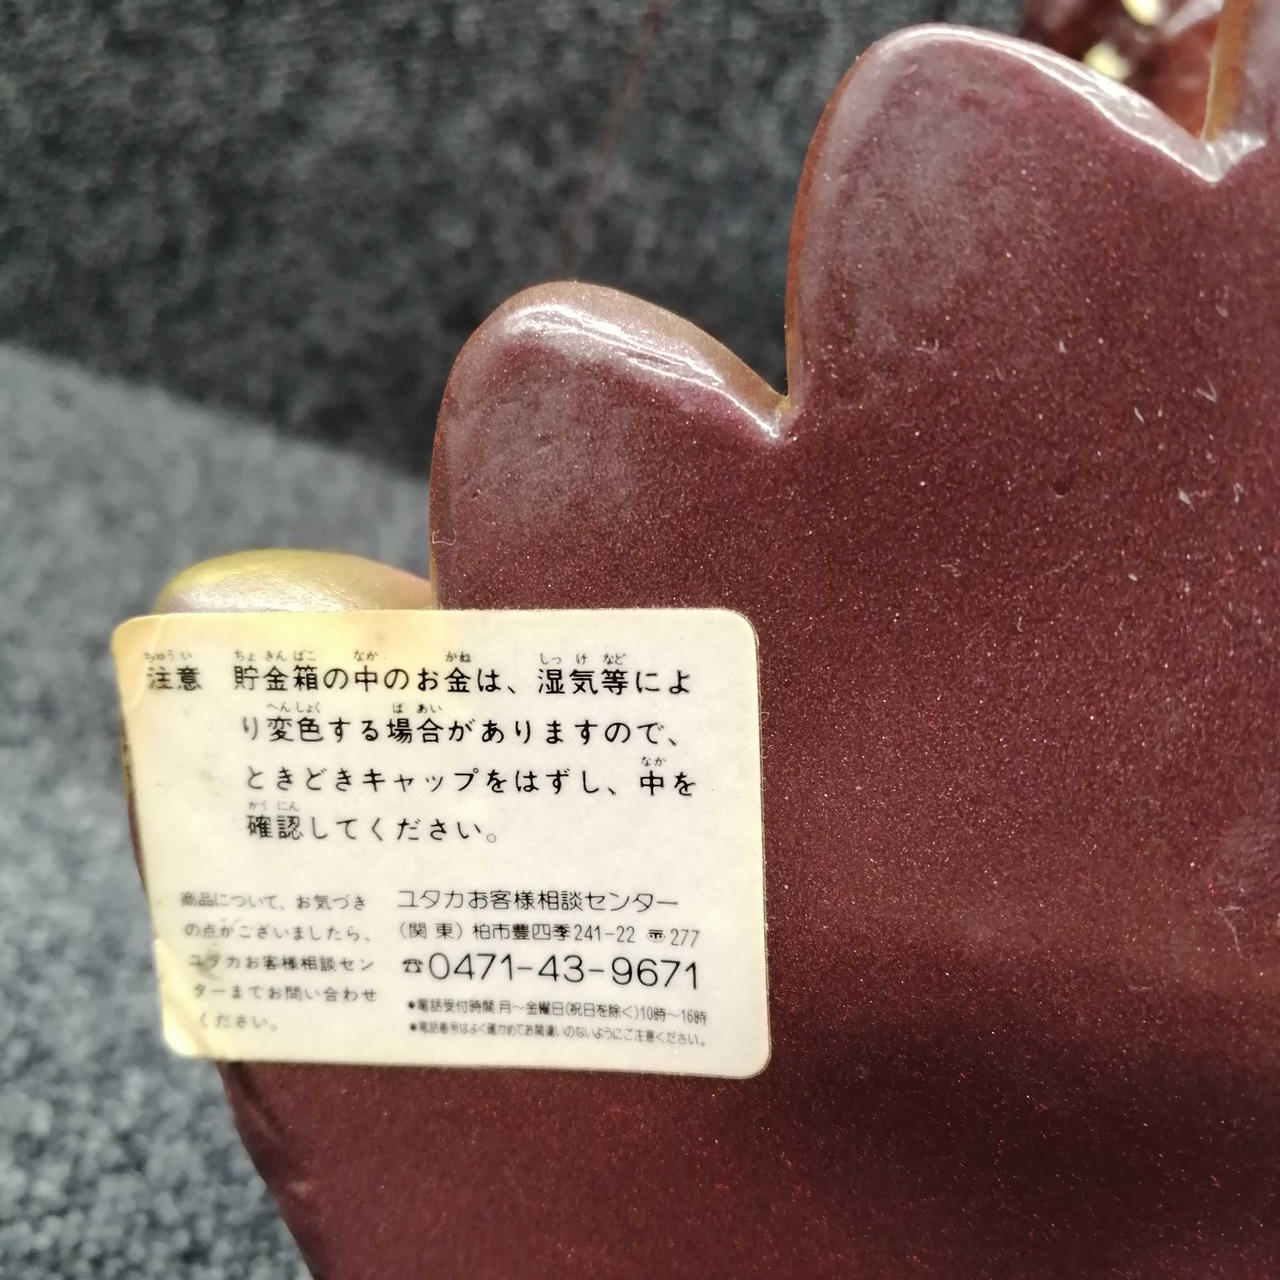 注意 貯金箱の中のお金は、湿気等によ
り変色する場合がありますので、
ときどきキャップをはずし、中を
確認してください。
商品について、お気づき
の点がございましたら、
ユタカお客様相談セン
ターまでお問い合わせ
ください。
ユタカお客様相談センター
(関東) 柏市豊四季241-22 〒277
☎0471-43-9671
*電話受付時間 月〜金曜日(祝日を除く)10時〜16時
*電話番号はよく確かめてお間違いのないようにご注意ください。